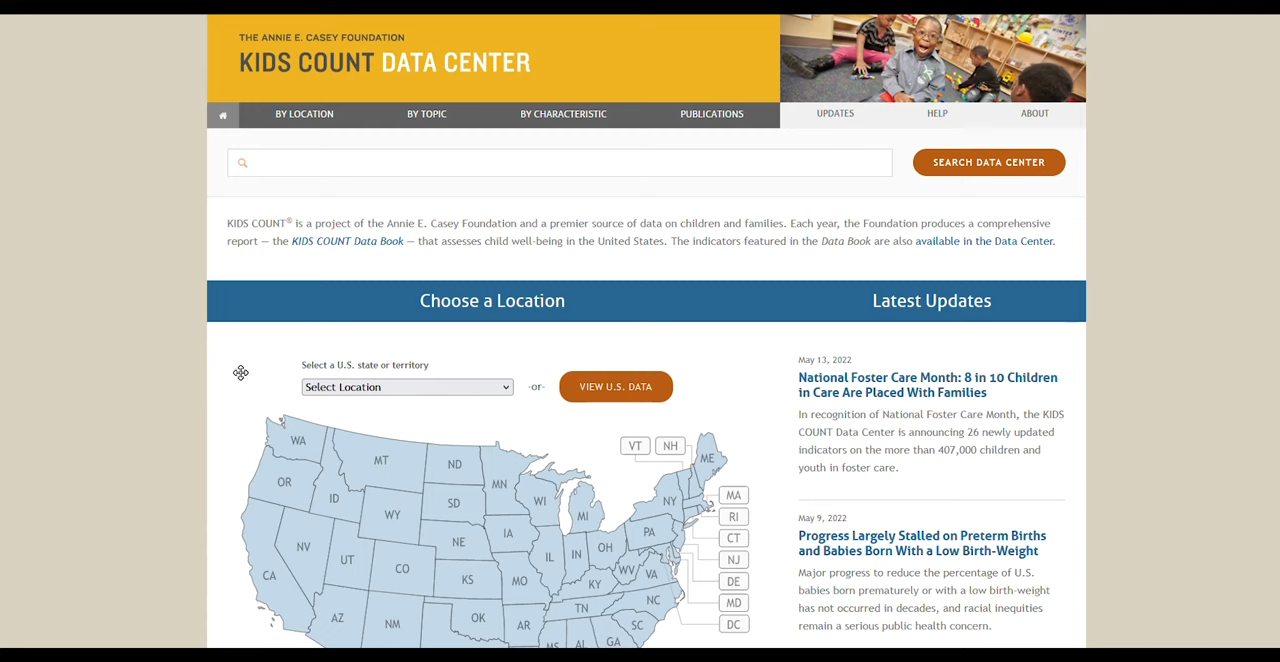 THE ANNIE E. CASEY FOUNDATION
KIDS COUNT DATA CENTER
BY LOCATION
BY TOPIC
BY CHARACTERISTIC
PUBLICATIONS
UPDATES
HELP
ABOUT
SEARCH DATA CENTER
KIDS COUNT® is a project of the Annie E. Casey Foundation and a premier source of data on children and families. Each year, the Foundation produces a comprehensive
report — the KIDS COUNT Data Book — that assesses child well-being in the United States. The indicators featured in the Data Book are also available in the Data Center.
Choose a Location
Select a U.S. state or territory
Select Location
-or-
VIEW U.S. DATA
WA
MT
ND
MN
VT
NH
ME
OR
ID
SD
WI
MI
NY
MA
WY
RI
IA
PA
CT
NV
NE
IL
IN
OH
NJ
UT
CO
KS
MO
KY
WV
VA
DE
CA
MD
NC
TN
AZ
NM
OK
AR
SC
DC
MS
AL
GA
Latest Updates
May 13, 2022
National Foster Care Month: 8 in 10 Children
in Care Are Placed With Families
In recognition of National Foster Care Month, the KIDS
COUNT Data Center is announcing 26 newly updated
indicators on the more than 407,000 children and
youth in foster care.
May 9, 2022
Progress Largely Stalled on Preterm Births
and Babies Born With a Low Birth-Weight
Major progress to reduce the percentage of U.S.
babies born prematurely or with a low birth-weight
has not occurred in decades, and racial inequities
remain a serious public health concern.